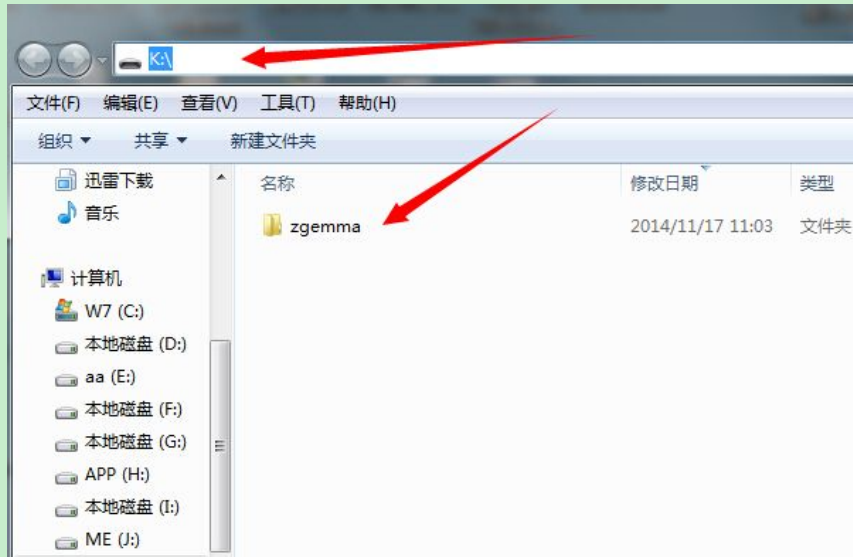 K:\
文件(F) 编辑(E) 查看(V) 工具(T) 帮助(H)
组织 共享 新建文件夹
迅雷下载
音乐
计算机
W7 (C:)
本地磁盘 (D:)
aa (E:)
本地磁盘 (F:)
本地磁盘 (G:)
APP (H:)
本地磁盘 (I:)
ME (J:)
名称 修改日期 类型
zgemma 2014/11/17 11:03 文件夹